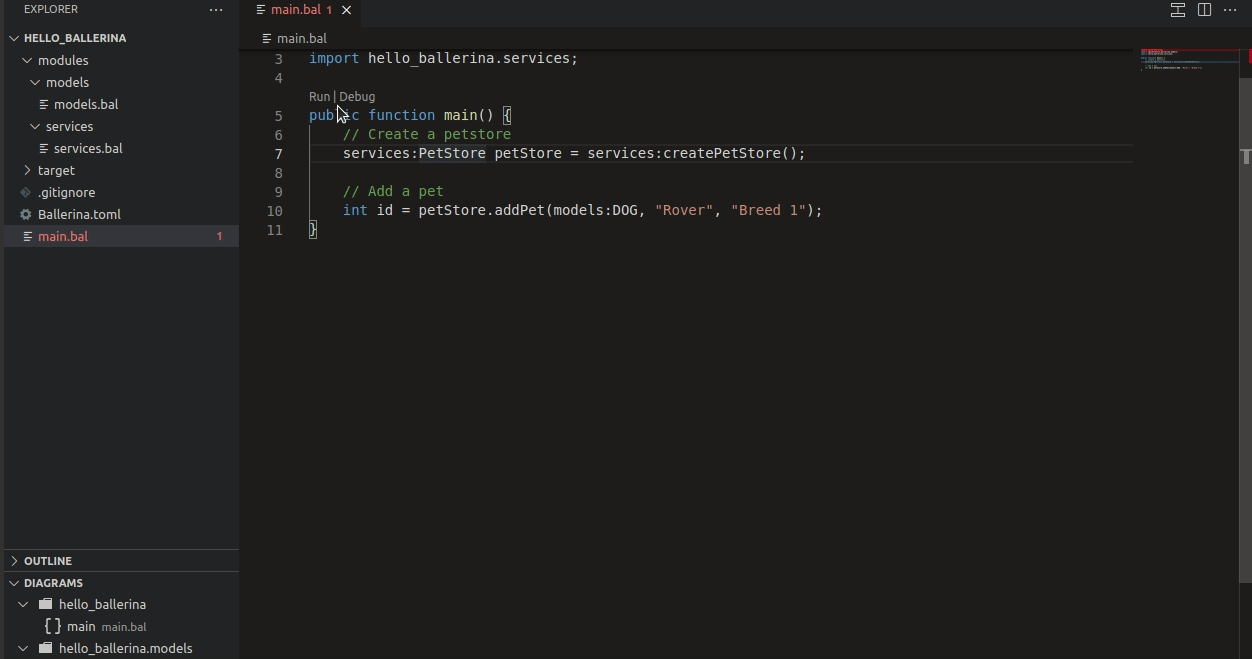 EXPLORER
HELLO_BALLERINA
modules
models
models.bal
services
services.bal
target
.gitignore
Ballerina.toml
main.bal 1
OUTLINE
DIAGRAMS
hello_ballerina
main main.bal
hello_ballerina.models
main.bal 1
main.bal
3 import hello_ballerina.services;
4
Run | Debug
5 public function main() {
6 // Create a petstore
7 services:PetStore petStore = services:createPetStore();
8
9 // Add a pet
10 int id = petStore.addPet(models:DOG, "Rover", "Breed 1");
11 }